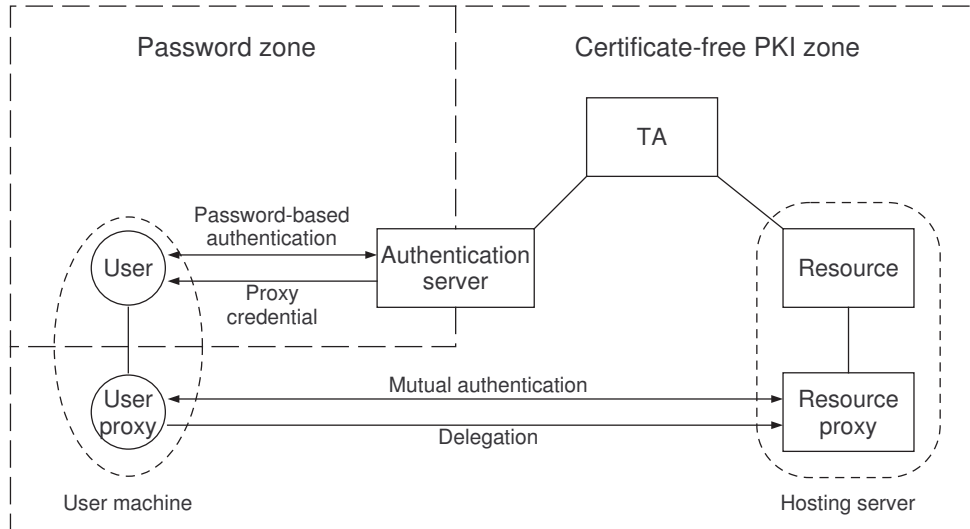 Password zone
Certificate-free PKI zone
TA
Password-based
authentication
User
Authentication
server
Resource
Proxy
credential
User
proxy
Mutual authentication
Delegation
Resource
proxy
User machine
Hosting server